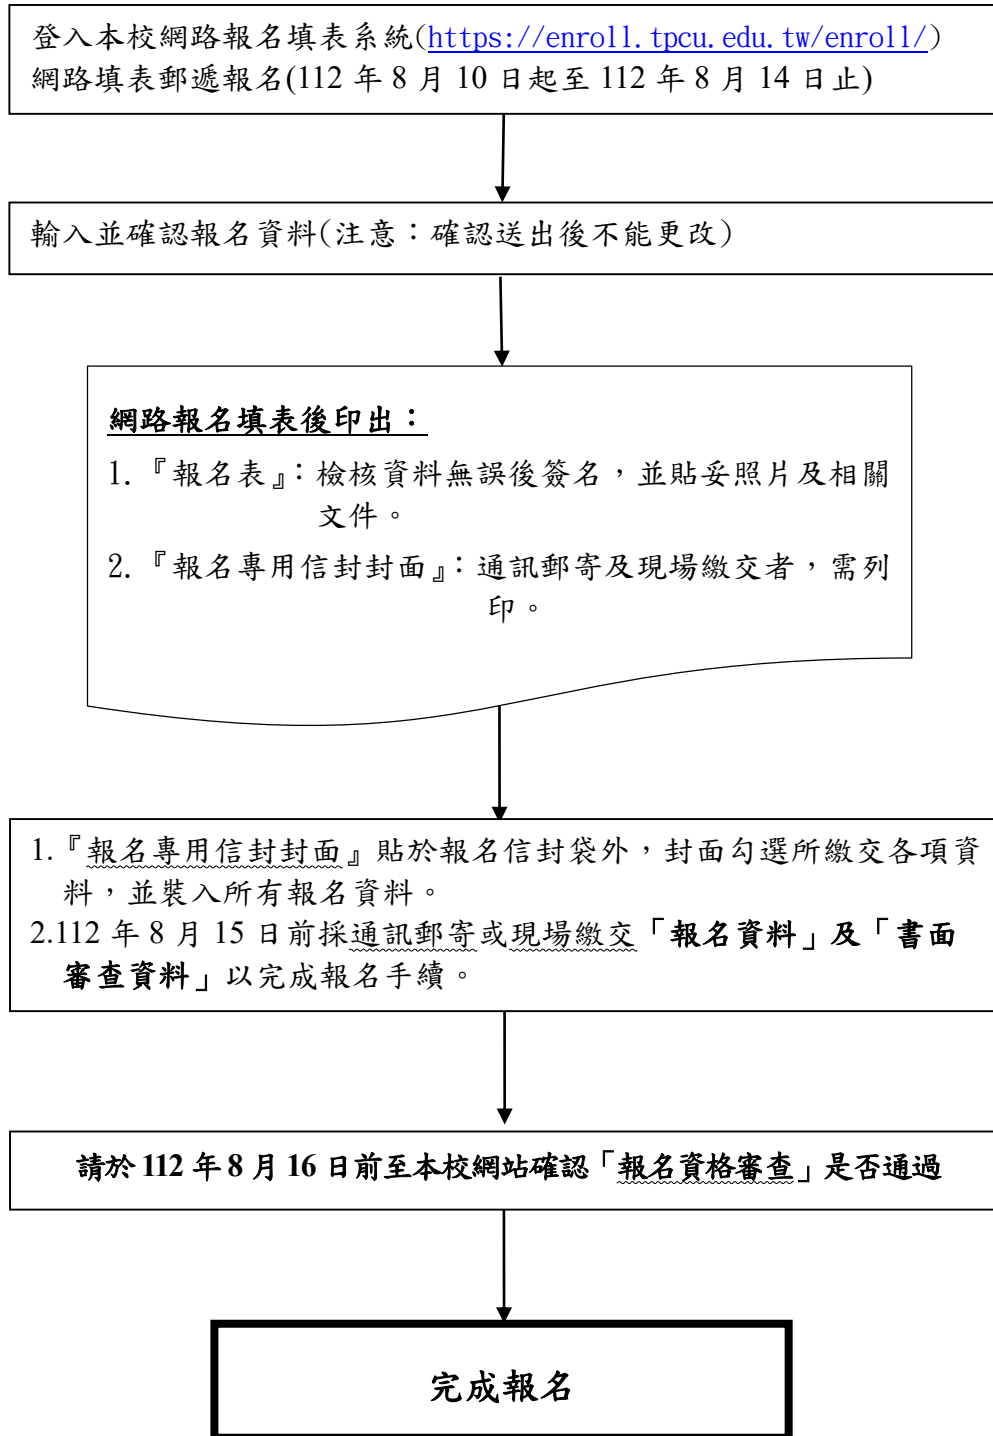 登入本校網路報名填表系統(https://enroll.tpcu.edu.tw/enroll/)
網路填表郵遞報名(112 年 8 月 10 日起至 112 年 8 月 14 日止)
輸入並確認報名資料(注意：確認送出後不能更改)
網路報名填表後印出：
1.『報名表』：檢核資料無誤後簽名，並貼妥照片及相關
文件。
2.『報名專用信封封面』：通訊郵寄及現場繳交者，需列
印。
1.『報名專用信封封面』貼於報名信封袋外，封面勾選所繳交各項資
料，並裝入所有報名資料。
2.112 年 8 月 15 日前採通訊郵寄或現場繳交「報名資料」及「書面
審查資料」以完成報名手續。
請於 112 年 8 月 16 日前至本校網站確認「報名資格審查」是否通過
完成報名